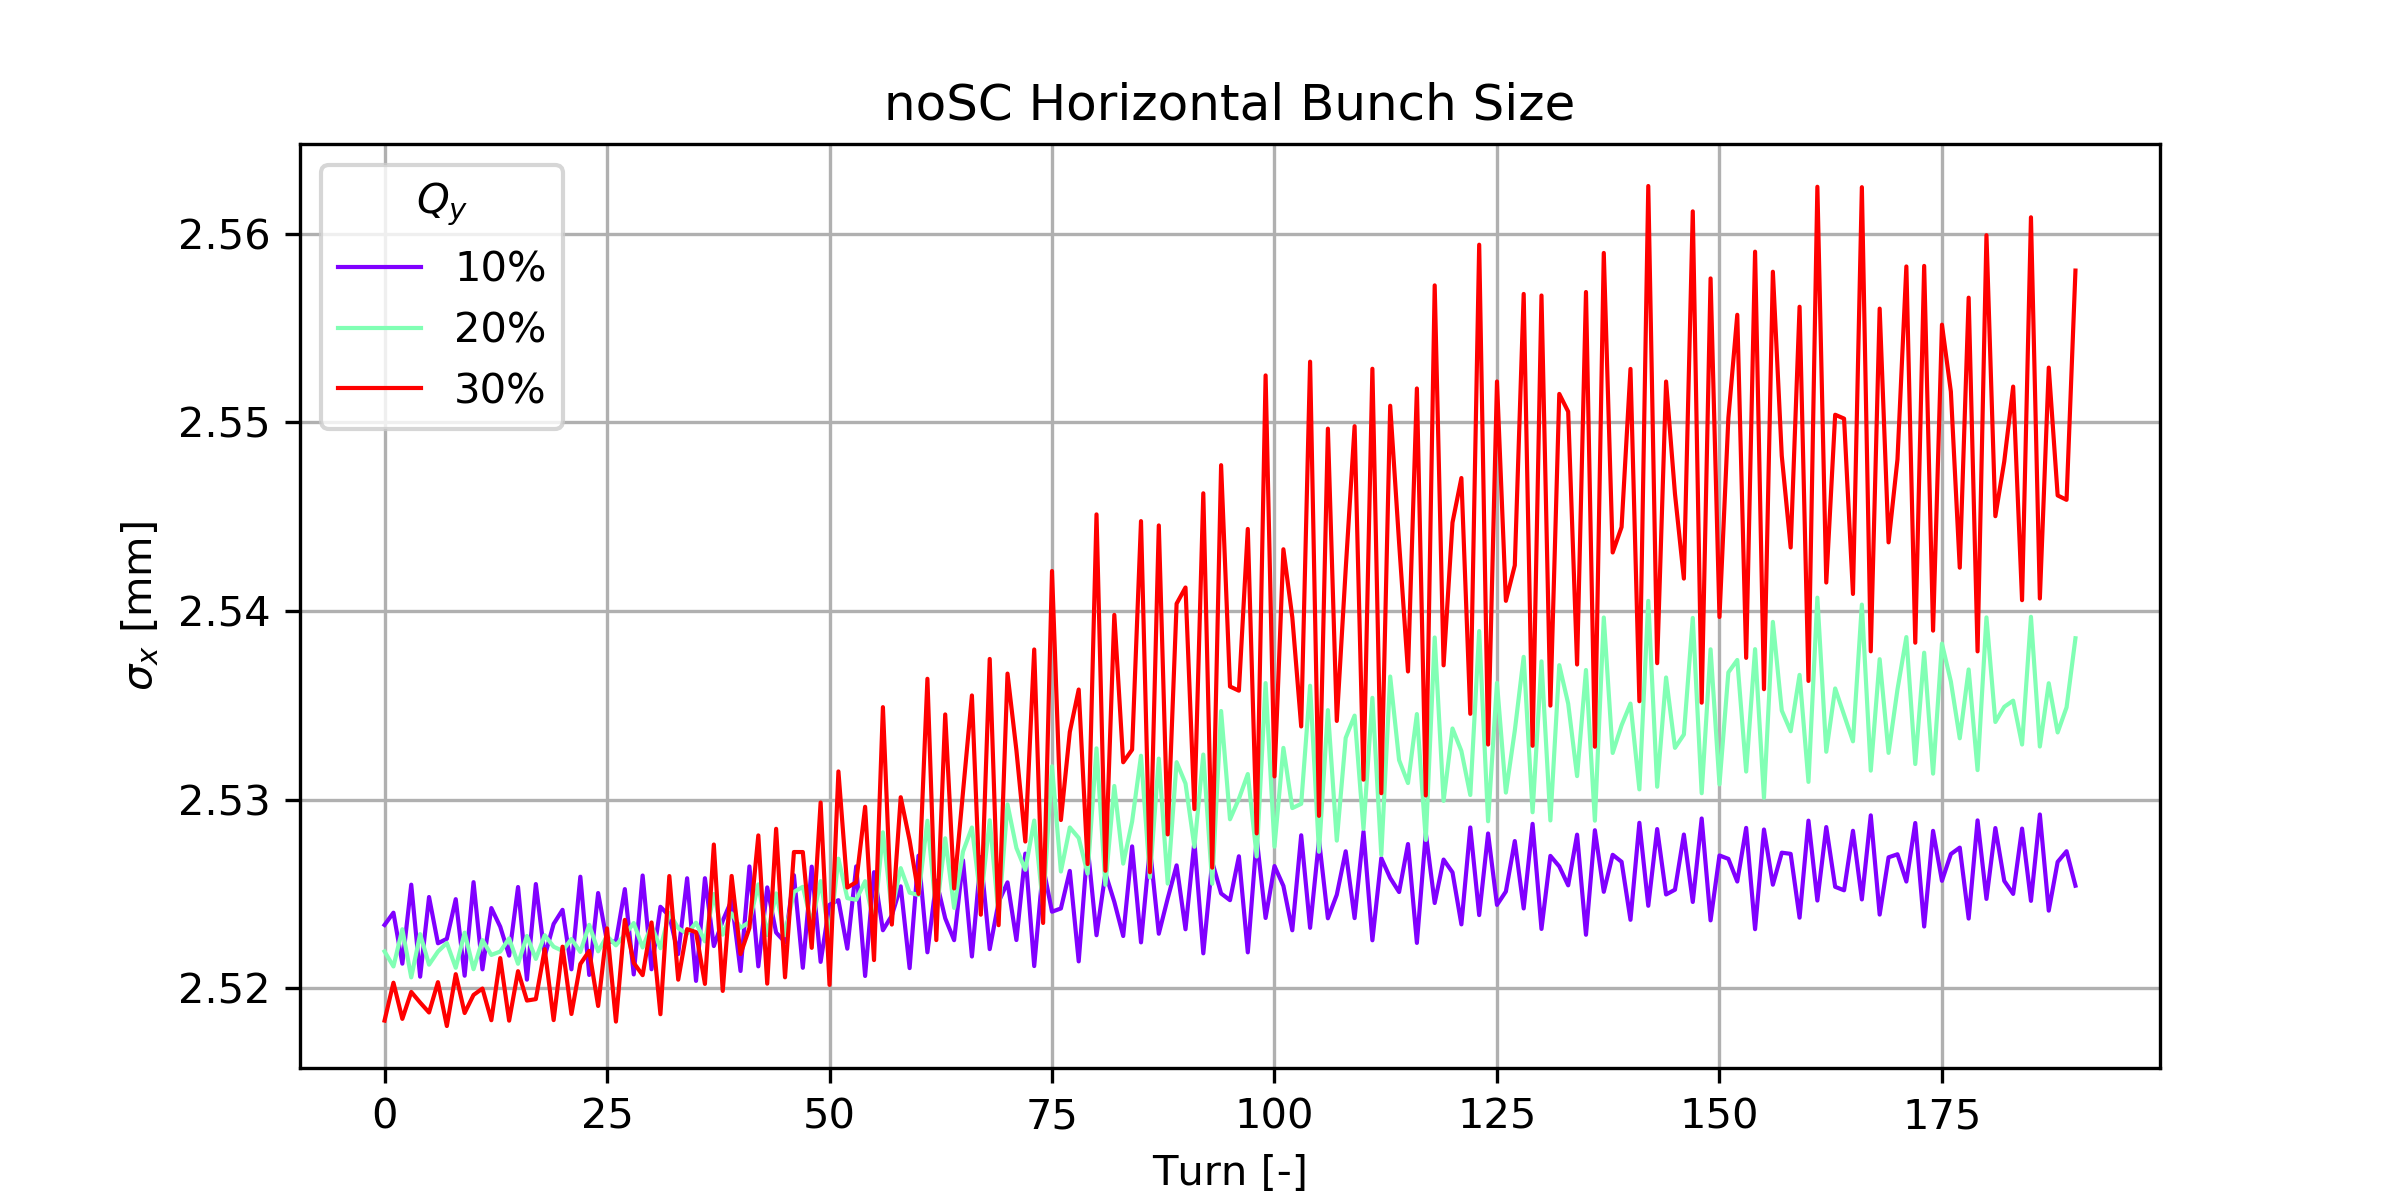 noSC Horizontal Bunch Size
Q_y
10%
20%
30%
2.56
2.55
2.54
2.53
2.52
σ_x [mm]
0 25 50 75 100 125 150 175
Turn [-]